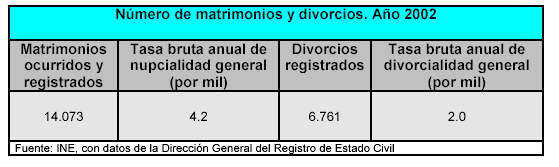 Número de matrimonios y divorcios. Año 2002
Matrimonios ocurridos y registrados
Tasa bruta anual de nupcialidad general (por mil)
Divorcios registrados
Tasa bruta anual de divorcialidad general (por mil)
14.073
4.2
6.761
2.0
Fuente: INE, con datos de la Dirección General del Registro de Estado Civil